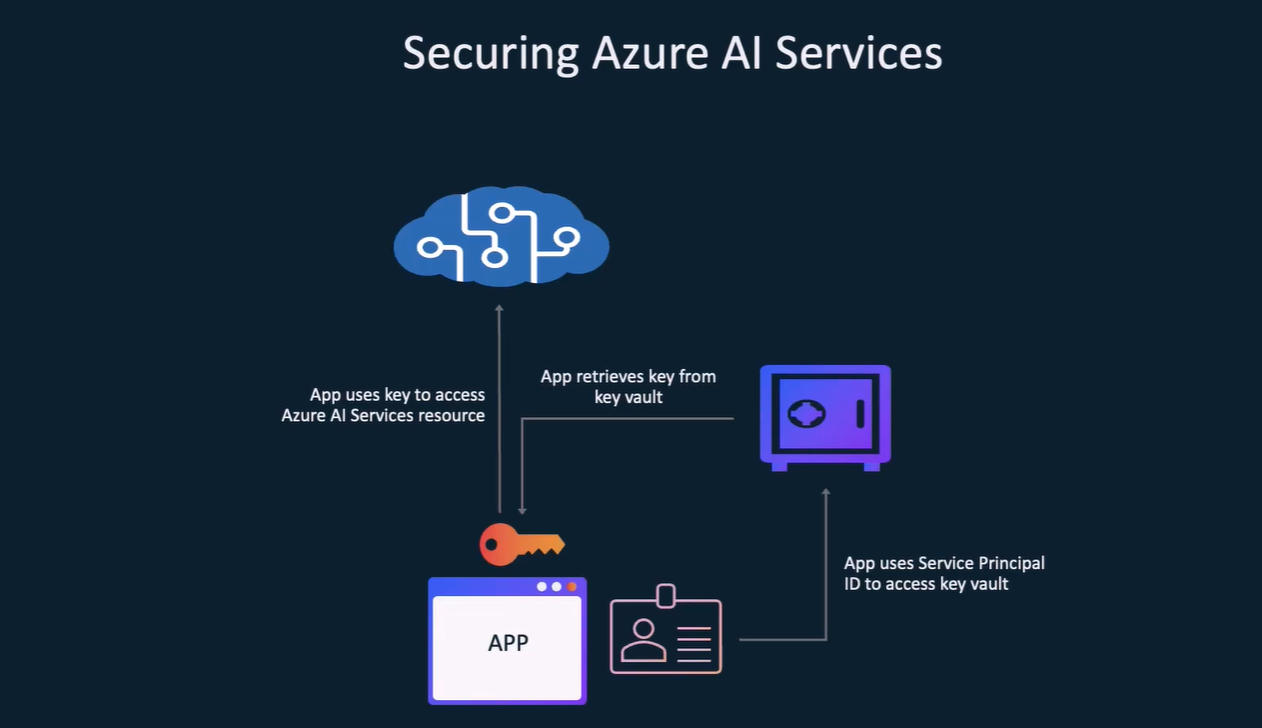 Securing Azure AI Services
App retrieves key from
key vault
App uses key to access
Azure AI Services resource
App uses Service Principal
ID to access key vault
APP